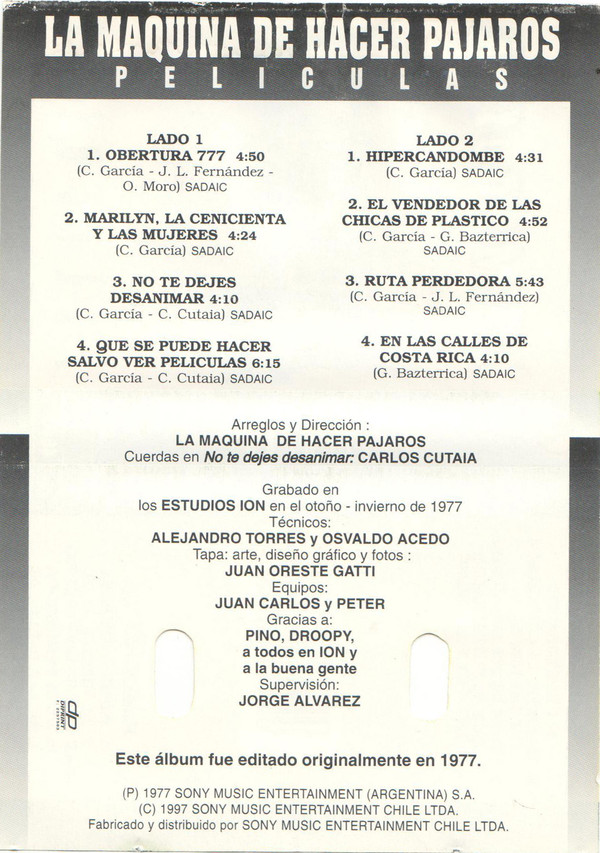 LA MAQUINA DE HACER PAJAROS
PELICULAS
LADO 1
1. OBERTURA 777 4:50
(C. García - J. L. Fernández -
O. Moro) SADAIC
2. MARILYN, LA CENICIENTA
Y LAS MUJERES 4:24
(C. García) SADAIC
3. NO TE DEJES
DESANIMAR 4:10
(C. García - C. Cutaia) SADAIC
4. QUE SE PUEDE HACER
SALVO VER PELICULAS 6:15
(C. García - C. Cutaia) SADAIC
LADO 2
1. HIPERCANDOMBE 4:31
(C. García) SADAIC
2. EL VENDEDOR DE LAS
CHICAS DE PLASTICO 4:52
(C. García - G. Bazterrica)
SADAIC
3. RUTA PERDEDORA 5:43
(C. García - J. L. Fernández)
SADAIC
4. EN LAS CALLES DE
COSTA RICA 4:10
(G. Bazterrica) SADAIC
Arreglos y Dirección :
LA MAQUINA DE HACER PAJAROS
Cuerdas en No te dejes desanimar: CARLOS CUTAIA
Grabado en
los ESTUDIOS ION en el otoño - invierno de 1977
Técnicos:
ALEJANDRO TORRES y OSVALDO ACEDO
Tapa: arte, diseño gráfico y fotos :
JUAN ORESTE GATTI
Equipos:
JUAN CARLOS y PETER
Gracias a:
PINO, DROOPY,
a todos en ION y
a la buena gente
Supervisión:
JORGE ALVAREZ
dp
DIPRINT
Este álbum fue editado originalmente en 1977.
(P) 1977 SONY MUSIC ENTERTAINMENT (ARGENTINA) S.A.
(C) 1997 SONY MUSIC ENTERTAINMENT CHILE LTDA.
Fabricado y distribuido por SONY MUSIC ENTERTAINMENT CHILE LTDA.